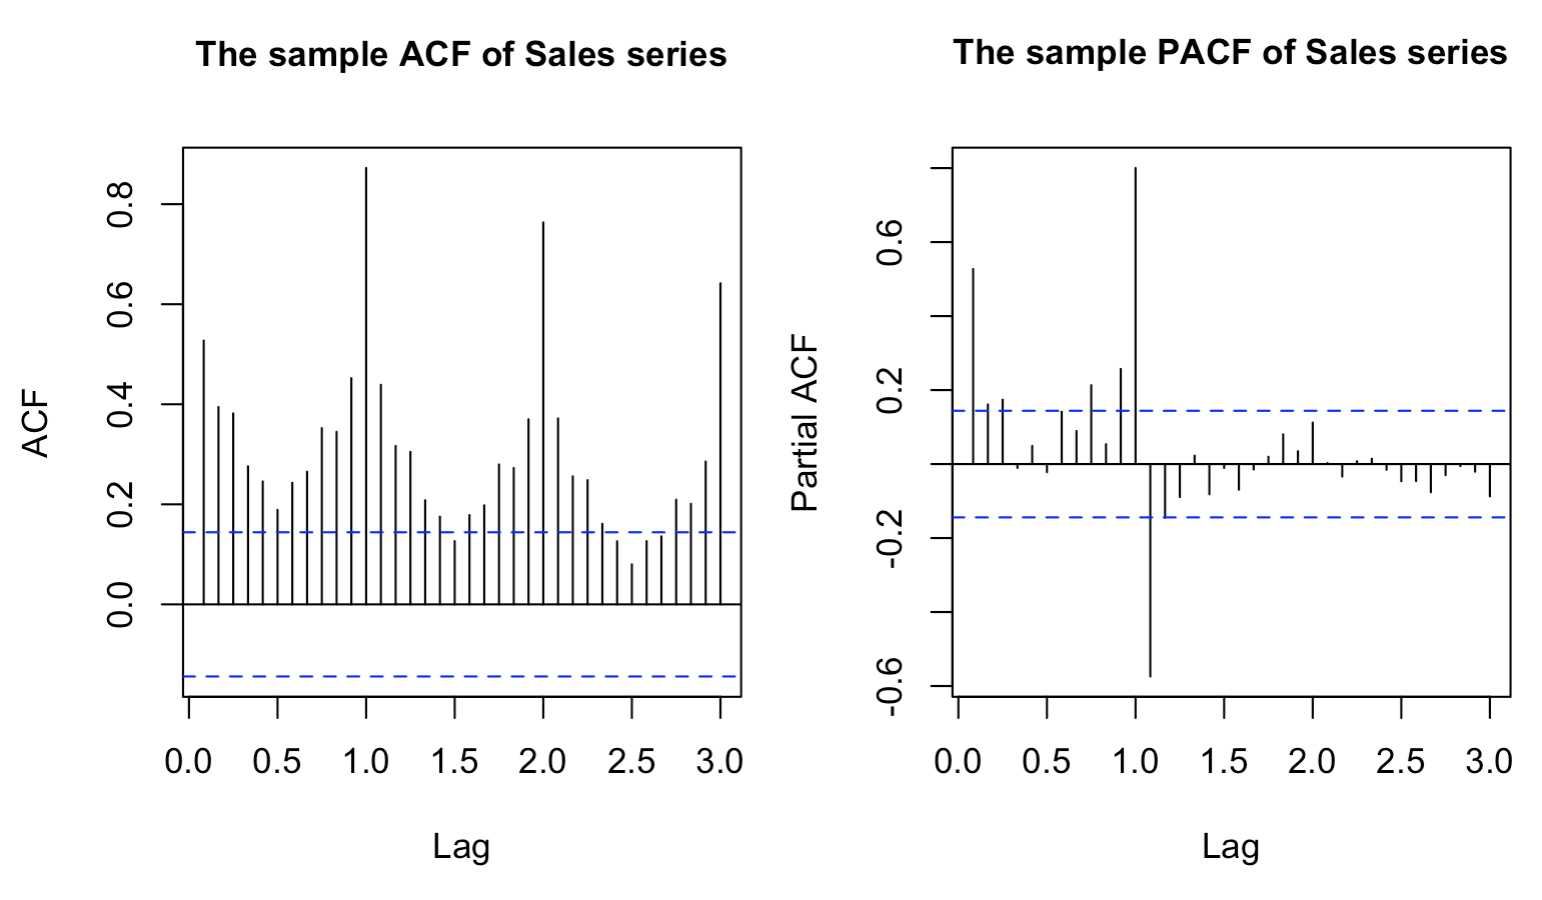 The sample ACF of Sales series
ACF
0.8
0.6
0.4
0.2
0.0
0.0 0.5 1.0 1.5 2.0 2.5 3.0
Lag
The sample PACF of Sales series
Partial ACF
0.6
0.2
-0.2
-0.6
0.0 0.5 1.0 1.5 2.0 2.5 3.0
Lag